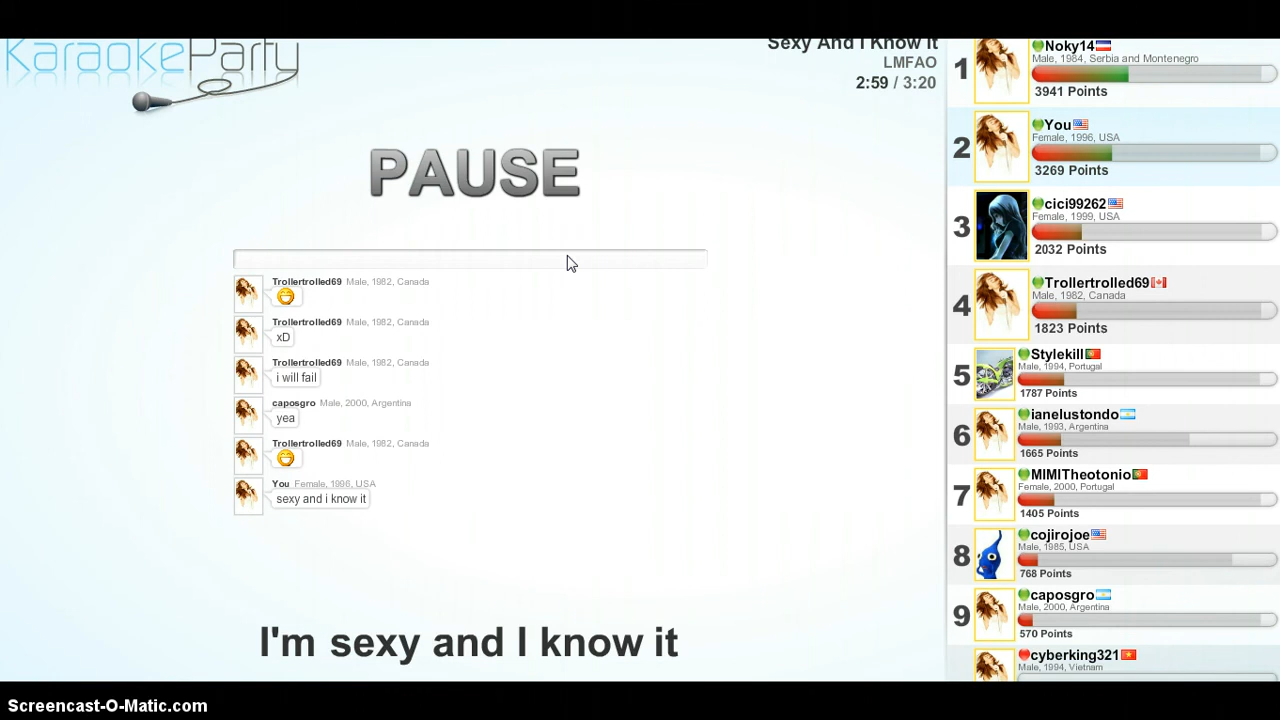 KaraokeParty
Sexy And I Know It
LMFAO
2:59 / 3:20
PAUSE
Trollertrolled69 Male, 1982, Canada
Trollertrolled69 Male, 1982, Canada
xD
Trollertrolled69 Male, 1982, Canada
i will fail
caposgro Male, 2000, Argentina
yea
Trollertrolled69 Male, 1982, Canada
You Female, 1996, USA
sexy and i know it
I'm sexy and I know it
1
Noky14
Male, 1984, Serbia and Montenegro
3941 Points
2
You
Female, 1996, USA
3269 Points
3
cici99262
Female, 1999, USA
2032 Points
4
Trollertrolled69
Male, 1982, Canada
1823 Points
5
Stylekill
Male, 1994, Portugal
1787 Points
6
ianelustondo
Male, 1993, Argentina
1665 Points
7
MIMITheotonio
Female, 2000, Portugal
1405 Points
8
cojirojoe
Male, 1985, USA
768 Points
9
caposgro
Male, 2000, Argentina
570 Points
cyberking321
Male, 1994, Vietnam
Screencast-O-Matic.com